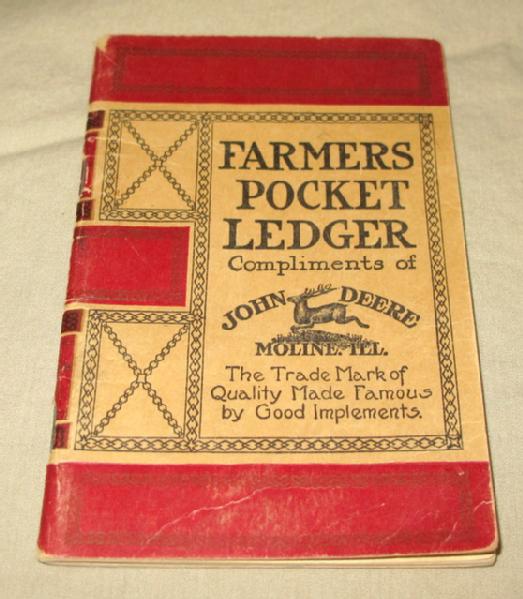 FARMERS
POCKET
LEDGER
Compliments of
JOHN DEERE
MOLINE. ILL.
The Trade Mark of
Quality Made Famous
by Good Implements.